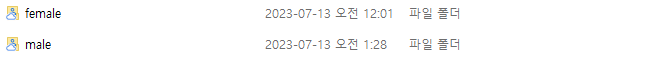 female 2023-07-13 오전 12:01 파일 폴더
male 2023-07-13 오전 1:28 파일 폴더